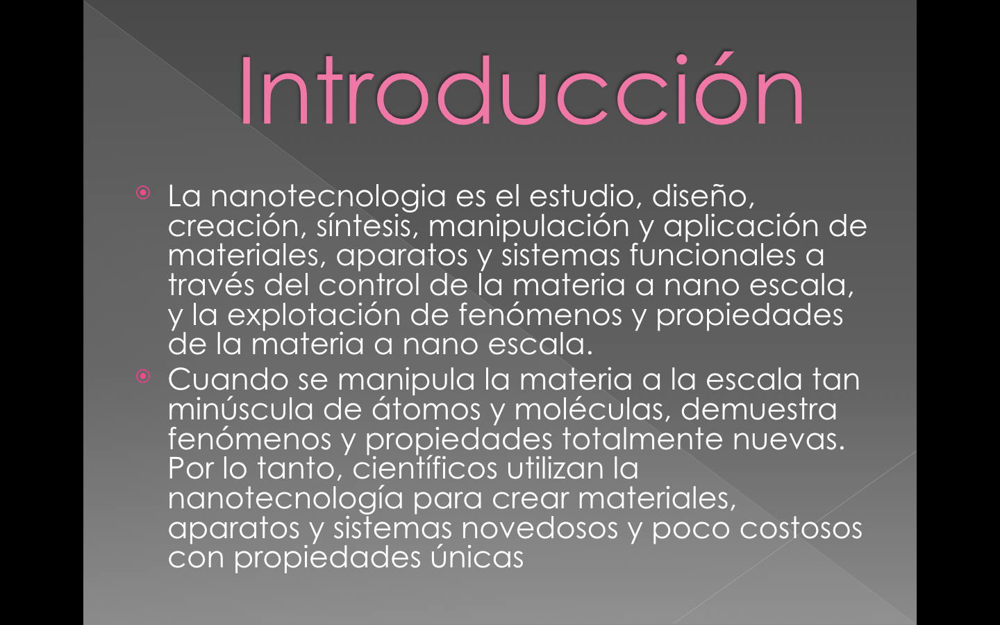 Introducción
La nanotecnologia es el estudio, diseño,
creación, síntesis, manipulación y aplicación de
materiales, aparatos y sistemas funcionales a
través del control de la materia a nano escala,
y la explotación de fenómenos y propiedades
de la materia a nano escala.
Cuando se manipula la materia a la escala tan
minúscula de átomos y moléculas, demuestra
fenómenos y propiedades totalmente nuevas.
Por lo tanto, científicos utilizan la
nanotecnología para crear materiales,
aparatos y sistemas novedosos y poco costosos
con propiedades únicas